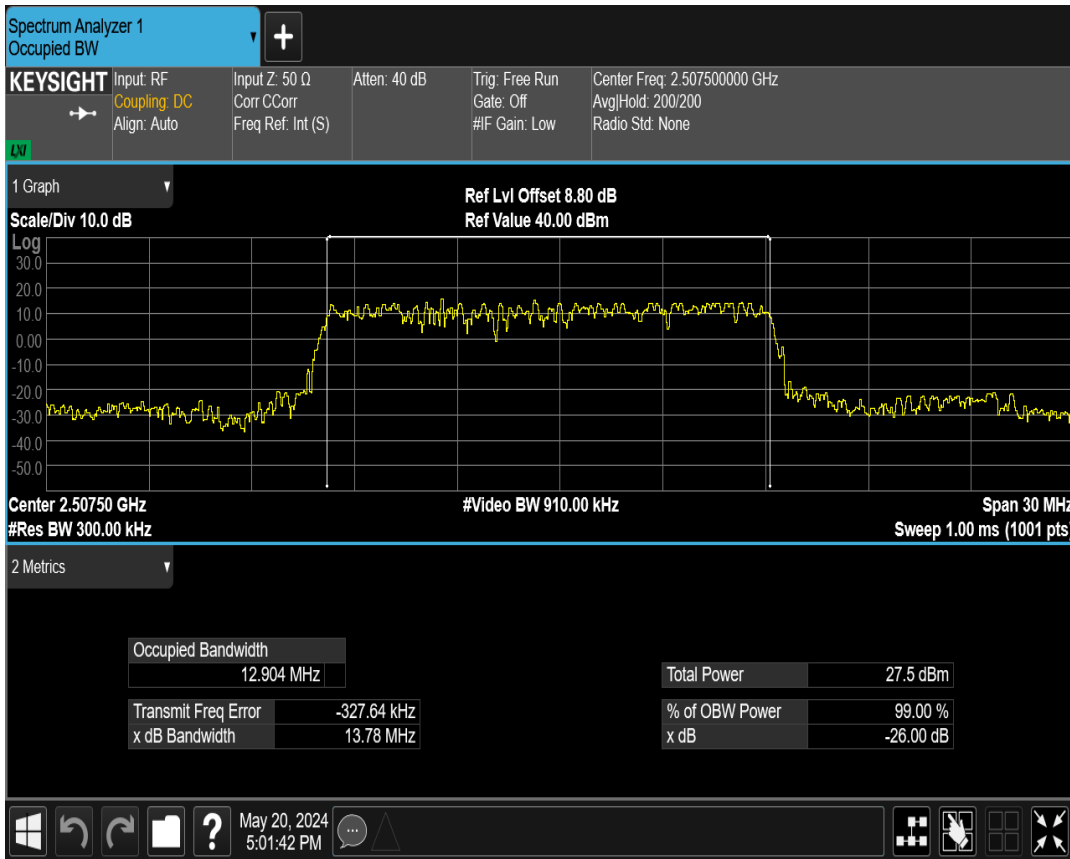 Spectrum Analyzer 1
Occupied BW
+
KEYSIGHT
LXI
Input: RF
Coupling: DC
Align: Auto
Input Z: 50 Ω
Corr CCorr
Freq Ref: Int (S)
Atten: 40 dB
Trig: Free Run
Gate: Off
#IF Gain: Low
Center Freq: 2.507500000 GHz
Avg|Hold: 200/200
Radio Std: None
1 Graph
Scale/Div 10.0 dB
Ref Lvl Offset 8.80 dB
Ref Value 40.00 dBm
Log
30.0
20.0
10.0
0.00
-10.0
-20.0
-30.0
-40.0
-50.0
Center 2.50750 GHz
#Video BW 910.00 kHz
Span 30 MHz
#Res BW 300.00 kHz
Sweep 1.00 ms (1001 pts)
2 Metrics
Occupied Bandwidth
12.904 MHz
Total Power 27.5 dBm
Transmit Freq Error -327.64 kHz
% of OBW Power 99.00 %
x dB Bandwidth 13.78 MHz
x dB -26.00 dB
?
May 20, 2024
5:01:42 PM